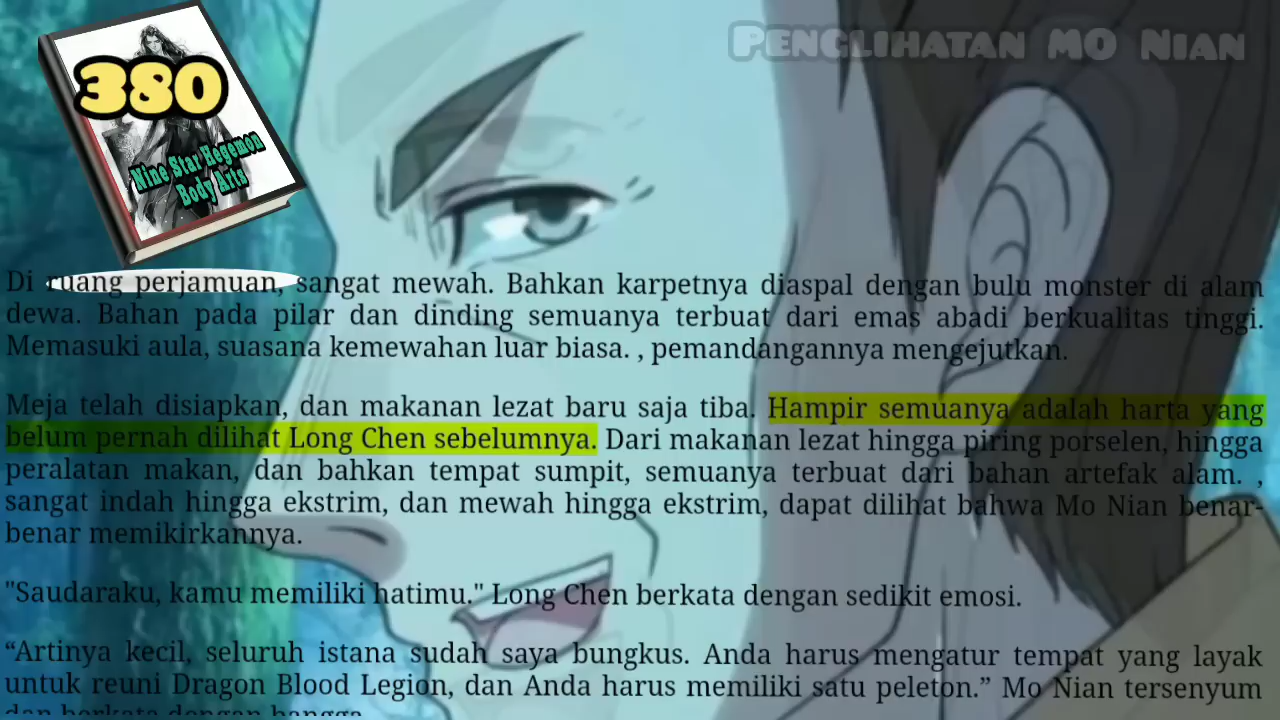 PENGLIHATAN MO NIAN
380
Nine Star Hegemon
Body Arts
Di ruang perjamuan, sangat mewah. Bahkan karpetnya diaspal dengan bulu monster di alam
dewa. Bahan pada pilar dan dinding semuanya terbuat dari emas abadi berkualitas tinggi.
Memasuki aula, suasana kemewahan luar biasa. , pemandangannya mengejutkan.
Meja telah disiapkan, dan makanan lezat baru saja tiba. Hampir semuanya adalah harta yang
belum pernah dilihat Long Chen sebelumnya. Dari makanan lezat hingga piring porselen, hingga
peralatan makan, dan bahkan tempat sumpit, semuanya terbuat dari bahan artefak alam. ,
sangat indah hingga ekstrim, dan mewah hingga ekstrim, dapat dilihat bahwa Mo Nian benar-
benar memikirkannya.
"Saudaraku, kamu memiliki hatimu." Long Chen berkata dengan sedikit emosi.
“Artinya kecil, seluruh istana sudah saya bungkus. Anda harus mengatur tempat yang layak
untuk reuni Dragon Blood Legion, dan Anda harus memiliki satu peleton.” Mo Nian tersenyum
dan berkata dengan bangga.